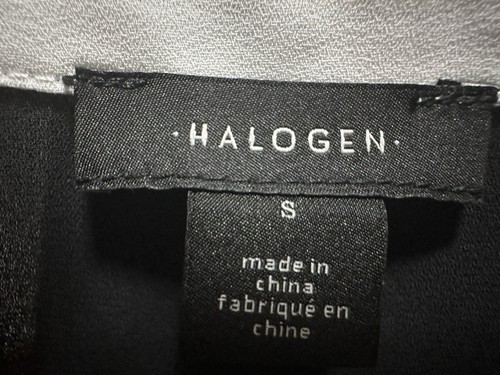 ·HALOGEN·
S
made in
china
fabriqué en
chine